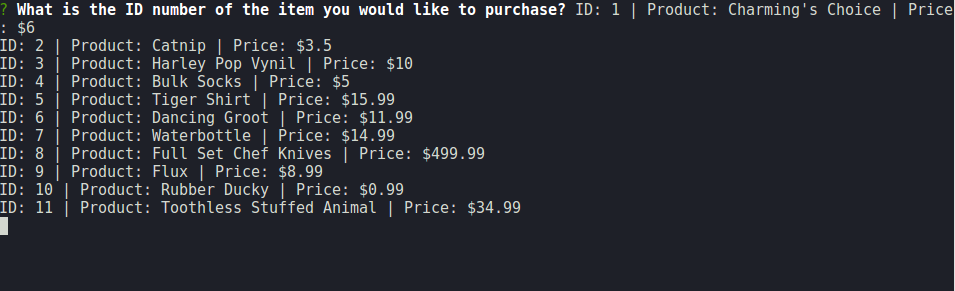 ? What is the ID number of the item you would like to purchase? ID: 1 | Product: Charming's Choice | Price
: $6
ID: 2 | Product: Catnip | Price: $3.5
ID: 3 | Product: Harley Pop Vynil | Price: $10
ID: 4 | Product: Bulk Socks | Price: $5
ID: 5 | Product: Tiger Shirt | Price: $15.99
ID: 6 | Product: Dancing Groot | Price: $11.99
ID: 7 | Product: Waterbottle | Price: $14.99
ID: 8 | Product: Full Set Chef Knives | Price: $499.99
ID: 9 | Product: Flux | Price: $8.99
ID: 10 | Product: Rubber Ducky | Price: $0.99
ID: 11 | Product: Toothless Stuffed Animal | Price: $34.99